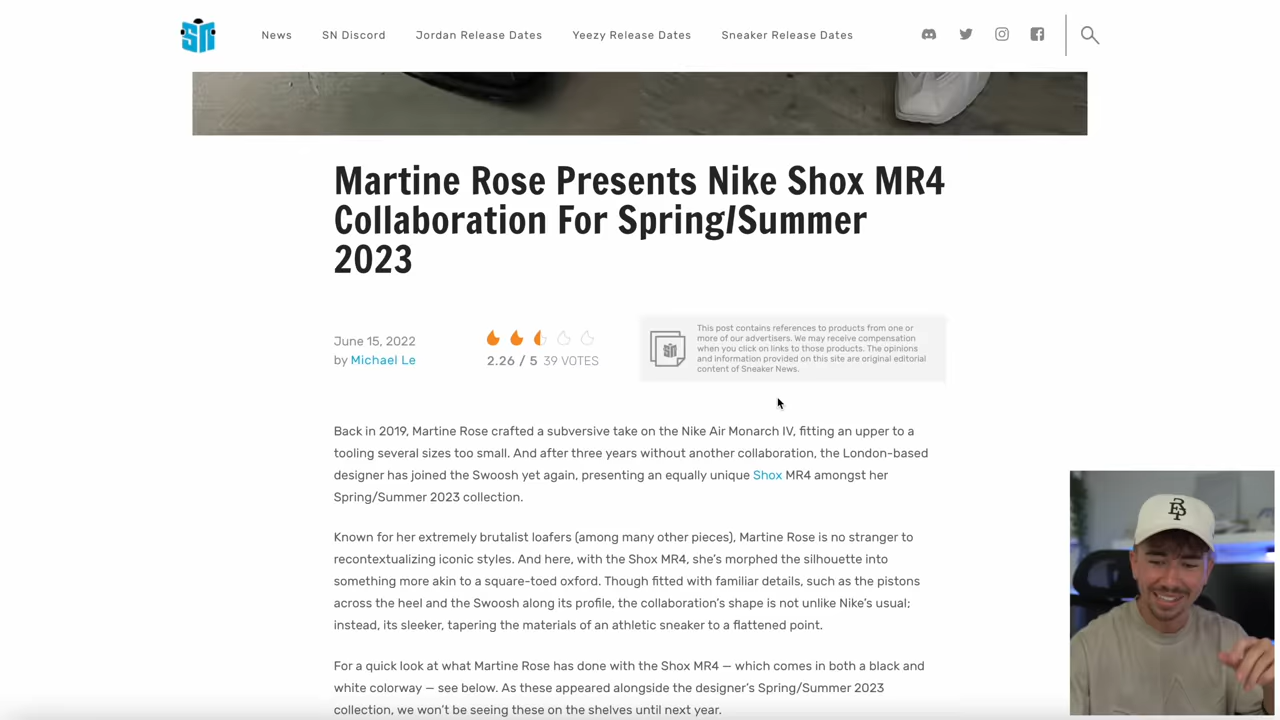 SN
News
SN Discord
Jordan Release Dates
Yeezy Release Dates
Sneaker Release Dates
Martine Rose Presents Nike Shox MR4
Collaboration For Spring/Summer
2023
June 15, 2022
by Michael Le
2.26 / 5 39 VOTES
SN
This post contains references to products from one or
more of our advertisers. We may receive compensation
when you click on links to those products. The opinions
and information provided on this site are original editorial
content of Sneaker News.
Back in 2019, Martine Rose crafted a subversive take on the Nike Air Monarch IV, fitting an upper to a
tooling several sizes too small. And after three years without another collaboration, the London-based
designer has joined the Swoosh yet again, presenting an equally unique Shox MR4 amongst her
Spring/Summer 2023 collection.
Known for her extremely brutalist loafers (among many other pieces), Martine Rose is no stranger to
recontextualizing iconic styles. And here, with the Shox MR4, she’s morphed the silhouette into
something more akin to a square-toed oxford. Though fitted with familiar details, such as the pistons
across the heel and the Swoosh along its profile, the collaboration’s shape is not unlike Nike’s usual;
instead, its sleeker, tapering the materials of an athletic sneaker to a flattened point.
For a quick look at what Martine Rose has done with the Shox MR4 — which comes in both a black and
white colorway — see below. As these appeared alongside the designer’s Spring/Summer 2023
collection, we won’t be seeing these on the shelves until next year.